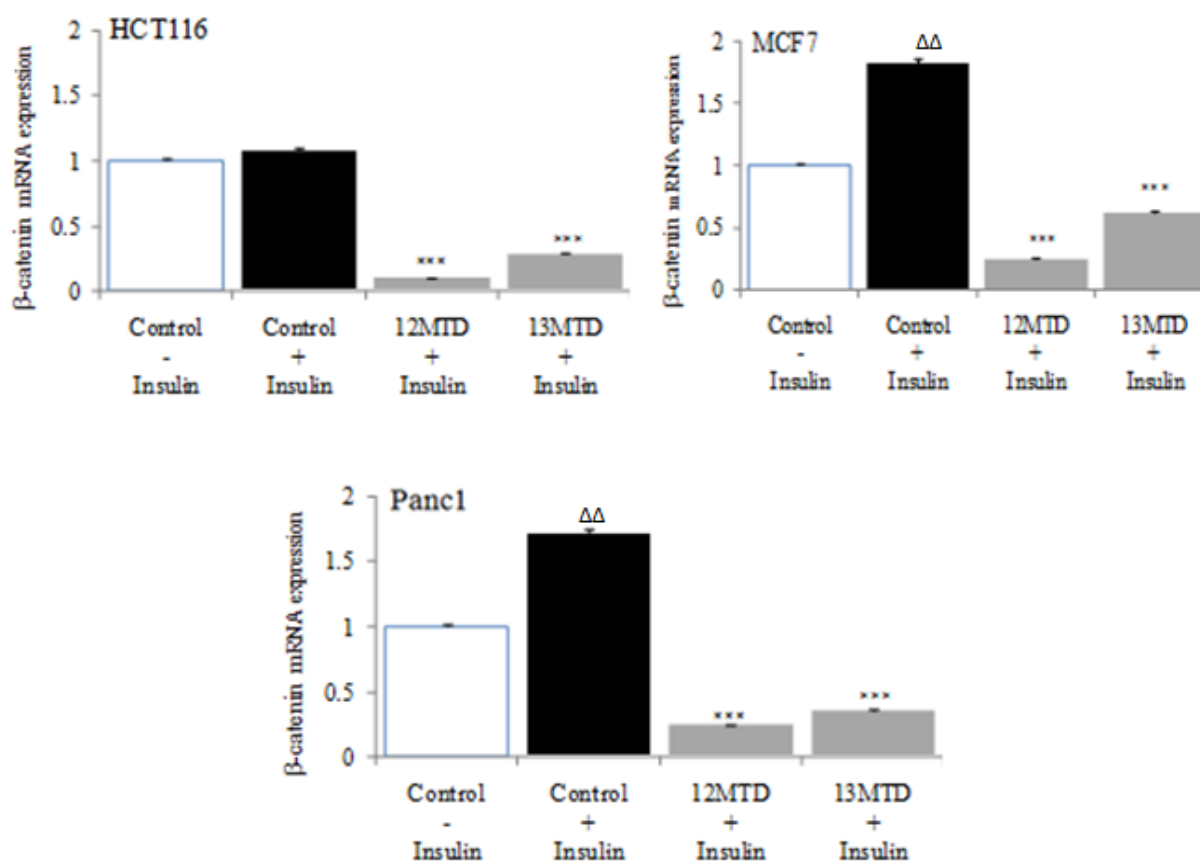 HCT116
β-catenin mRNA expression
2
1.5
1
0.5
0
***
***
Control Control 12MTD 13MTD
- + + +
Insulin Insulin Insulin Insulin
MCF7
β-catenin mRNA expression
2
1.5
1
0.5
0
ΔΔ
***
***
Control Control 12MTD 13MTD
- + + +
Insulin Insulin Insulin Insulin
Panc1
β-catenin mRNA expression
2
1.5
1
0.5
0
ΔΔ
***
***
Control Control 12MTD 13MTD
- + + +
Insulin Insulin Insulin Insulin